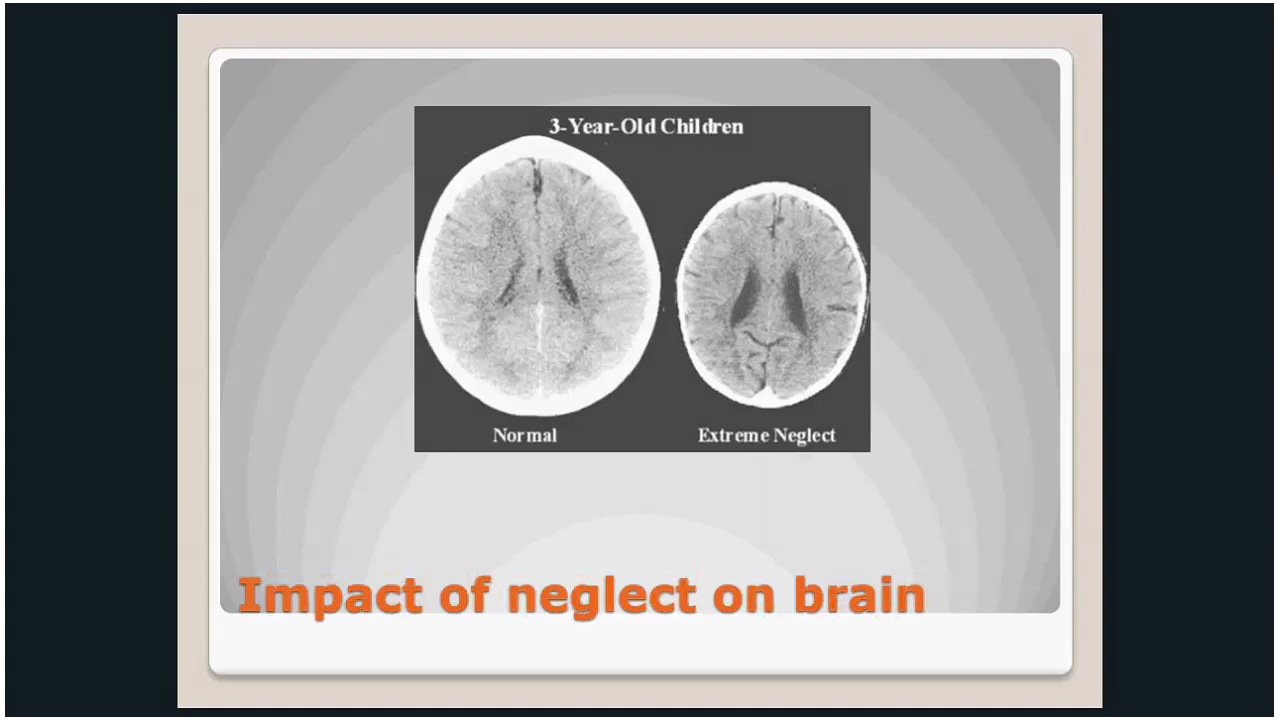 3-Year-Old Children
Normal
Extreme Neglect
Impact of neglect on brain